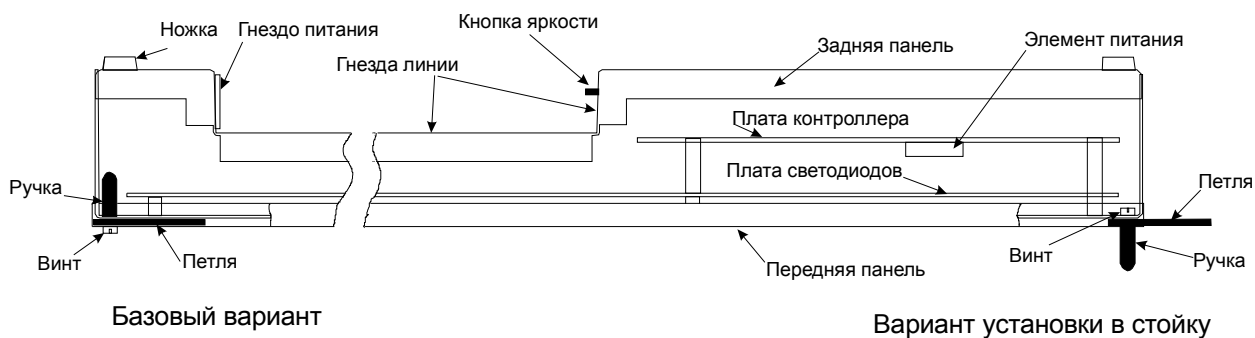 Ножка
Гнездо питания
Кнопка яркости
Гнезда линии
Задняя панель
Элемент питания
Плата контроллера
Плата светодиодов
Ручка
Петля
Винт
Петля
Передняя панель
Винт
Ручка
Базовый вариант
Вариант установки в стойку